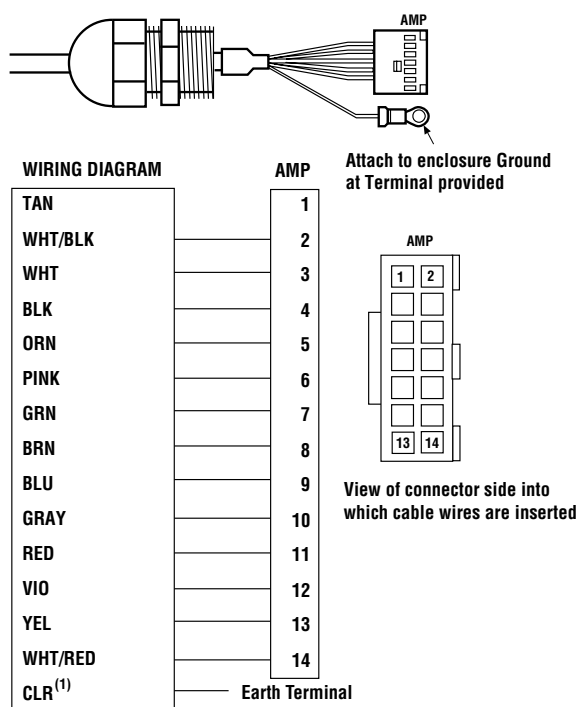 AMP
Attach to enclosure Ground
at Terminal provided
WIRING DIAGRAM AMP
TAN 1
WHT/BLK 2
WHT 3
BLK 4
ORN 5
PINK 6
GRN 7
BRN 8
BLU 9
GRAY 10
RED 11
VIO 12
YEL 13
WHT/RED 14
CLR(1) Earth Terminal
AMP
1 2
13 14
View of connector side into
which cable wires are inserted